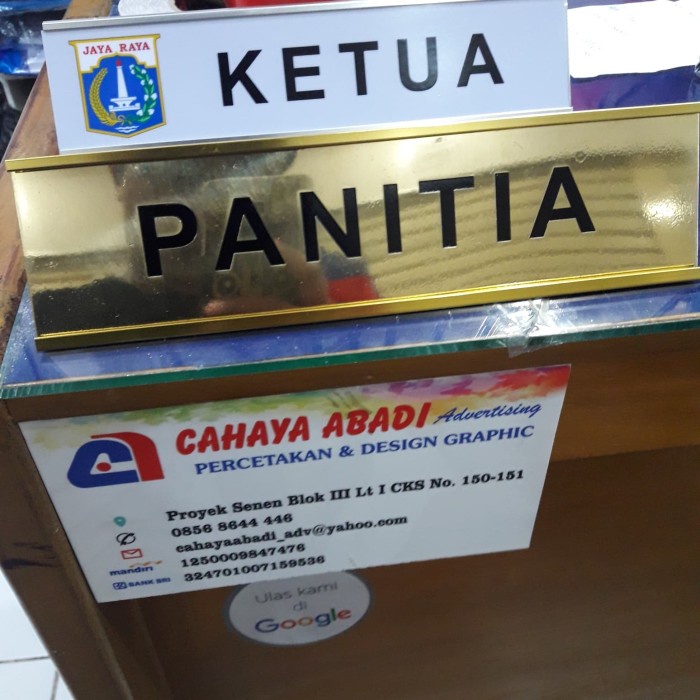 JAYA RAYA
KETUA
PANITIA
CAHAYA ABADI Advertising
PERCETAKAN & DESIGN GRAPHIC
Proyek Senen Blok III Lt I CKS No. 150-151
0856 8644 446
cahayaabadi_adv@yahoo.com
mandiri 1250009847476
BANK BRI 324701007159536
Ulas kami
di
Google